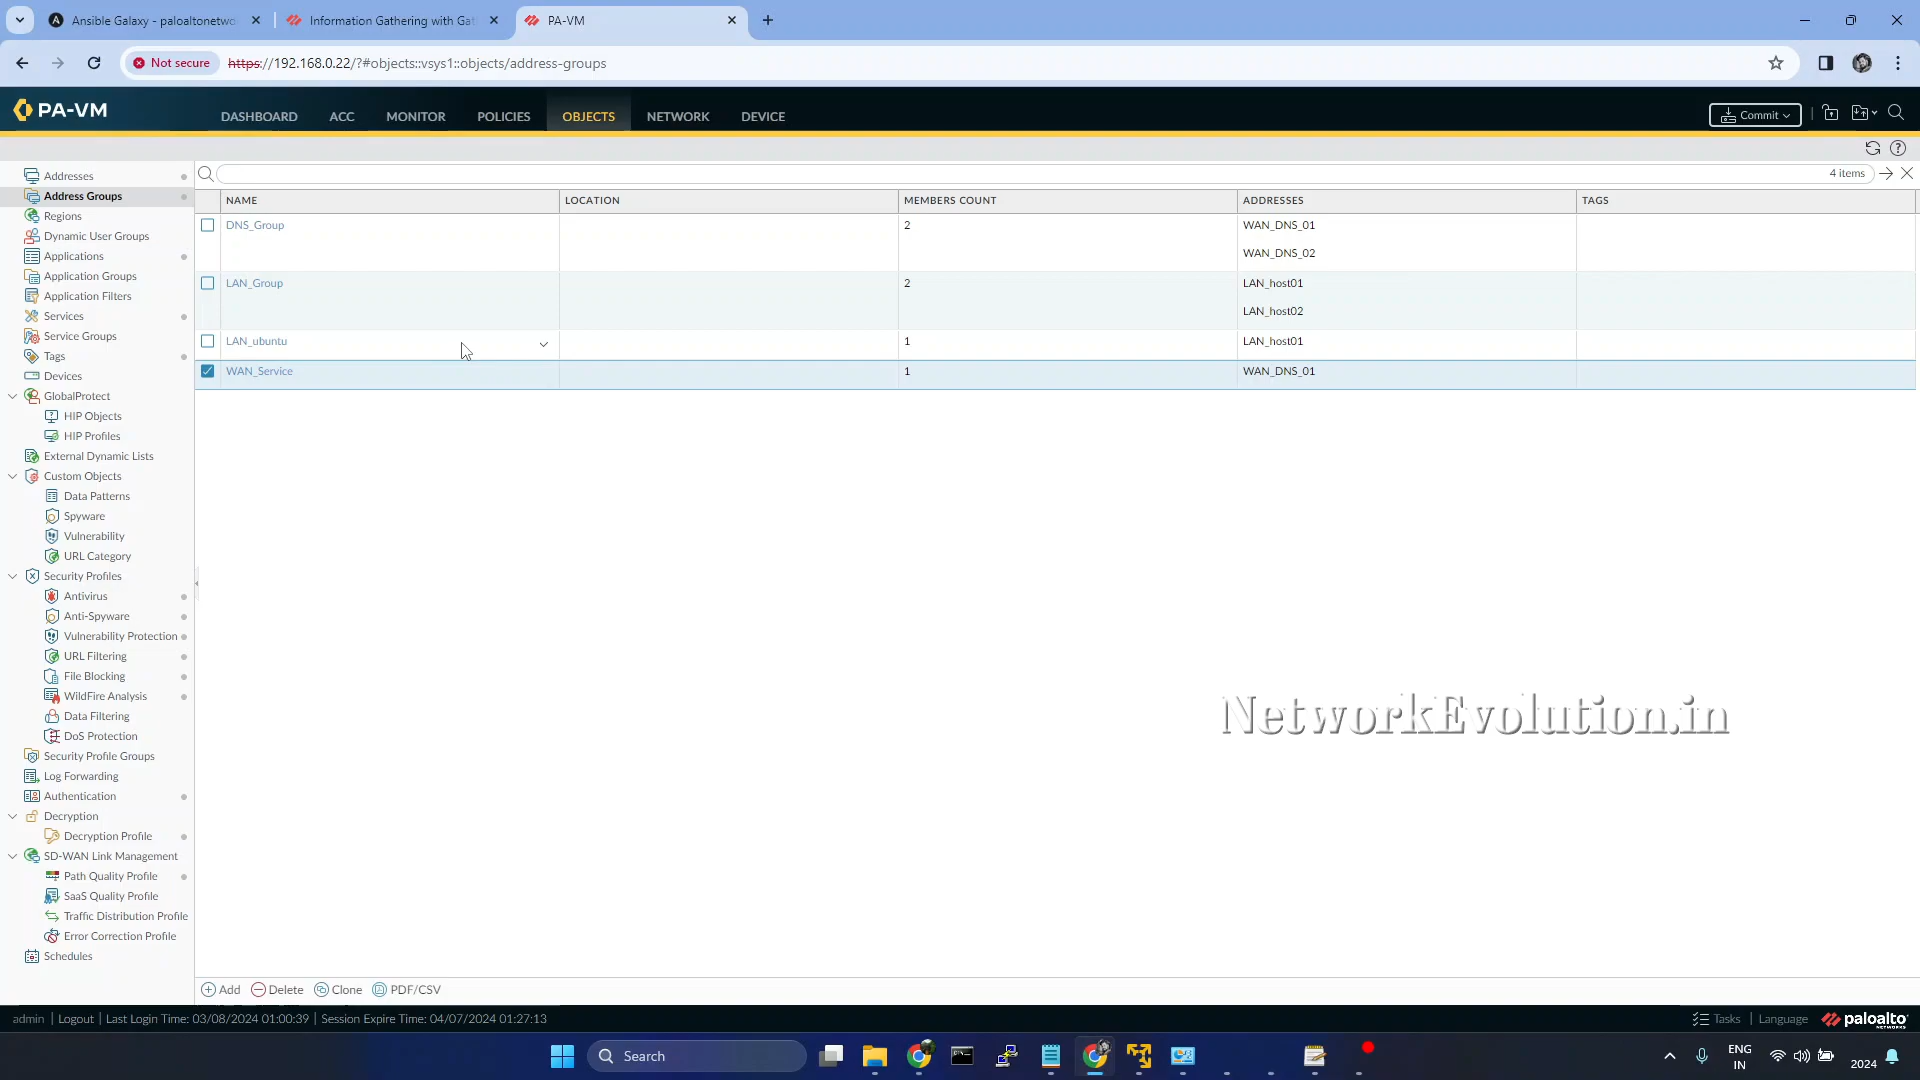 Ansible Galaxy - paloaltonetwo
Information Gathering with Gat
PA-VM
Not secure
https://192.168.0.22/?#objects::vsys1::objects/address-groups
PA-VM
DASHBOARD
ACC
MONITOR
POLICIES
OBJECTS
NETWORK
DEVICE
Commit
Addresses
Address Groups
Regions
Dynamic User Groups
Applications
Application Groups
Application Filters
Services
Service Groups
Tags
Devices
GlobalProtect
HIP Objects
HIP Profiles
External Dynamic Lists
Custom Objects
Data Patterns
Spyware
Vulnerability
URL Category
Security Profiles
Antivirus
Anti-Spyware
Vulnerability Protection
URL Filtering
File Blocking
WildFire Analysis
Data Filtering
DoS Protection
Security Profile Groups
Log Forwarding
Authentication
Decryption
Decryption Profile
SD-WAN Link Management
Path Quality Profile
SaaS Quality Profile
Traffic Distribution Profile
Error Correction Profile
Schedules
4 items
NAME LOCATION MEMBERS COUNT ADDRESSES TAGS
DNS_Group 2 WAN_DNS_01
WAN_DNS_02
LAN_Group 2 LAN_host01
LAN_host02
LAN_ubuntu 1 LAN_host01
WAN_Service 1 WAN_DNS_01
NetworkEvolution.in
Add Delete Clone PDF/CSV
admin | Logout | Last Login Time: 03/08/2024 01:00:39 | Session Expire Time: 04/07/2024 01:27:13
Tasks | Language
paloalto
NETWORKS
Search
ENG
IN
2024